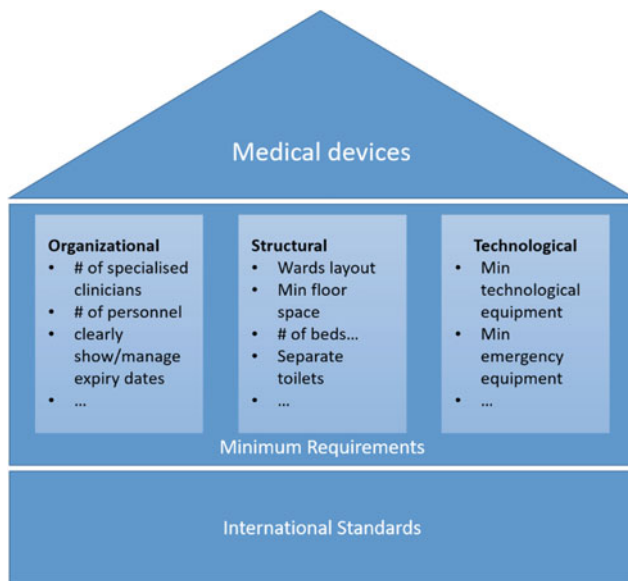 Medical devices
Organizational
• # of specialised
clinicians
• # of personnel
• clearly
show/manage
expiry dates
• ...
Structural
• Wards layout
• Min floor
space
• # of beds...
• Separate
toilets
• ...
Technological
• Min
technological
equipment
• Min
emergency
equipment
• ...
Minimum Requirements
International Standards